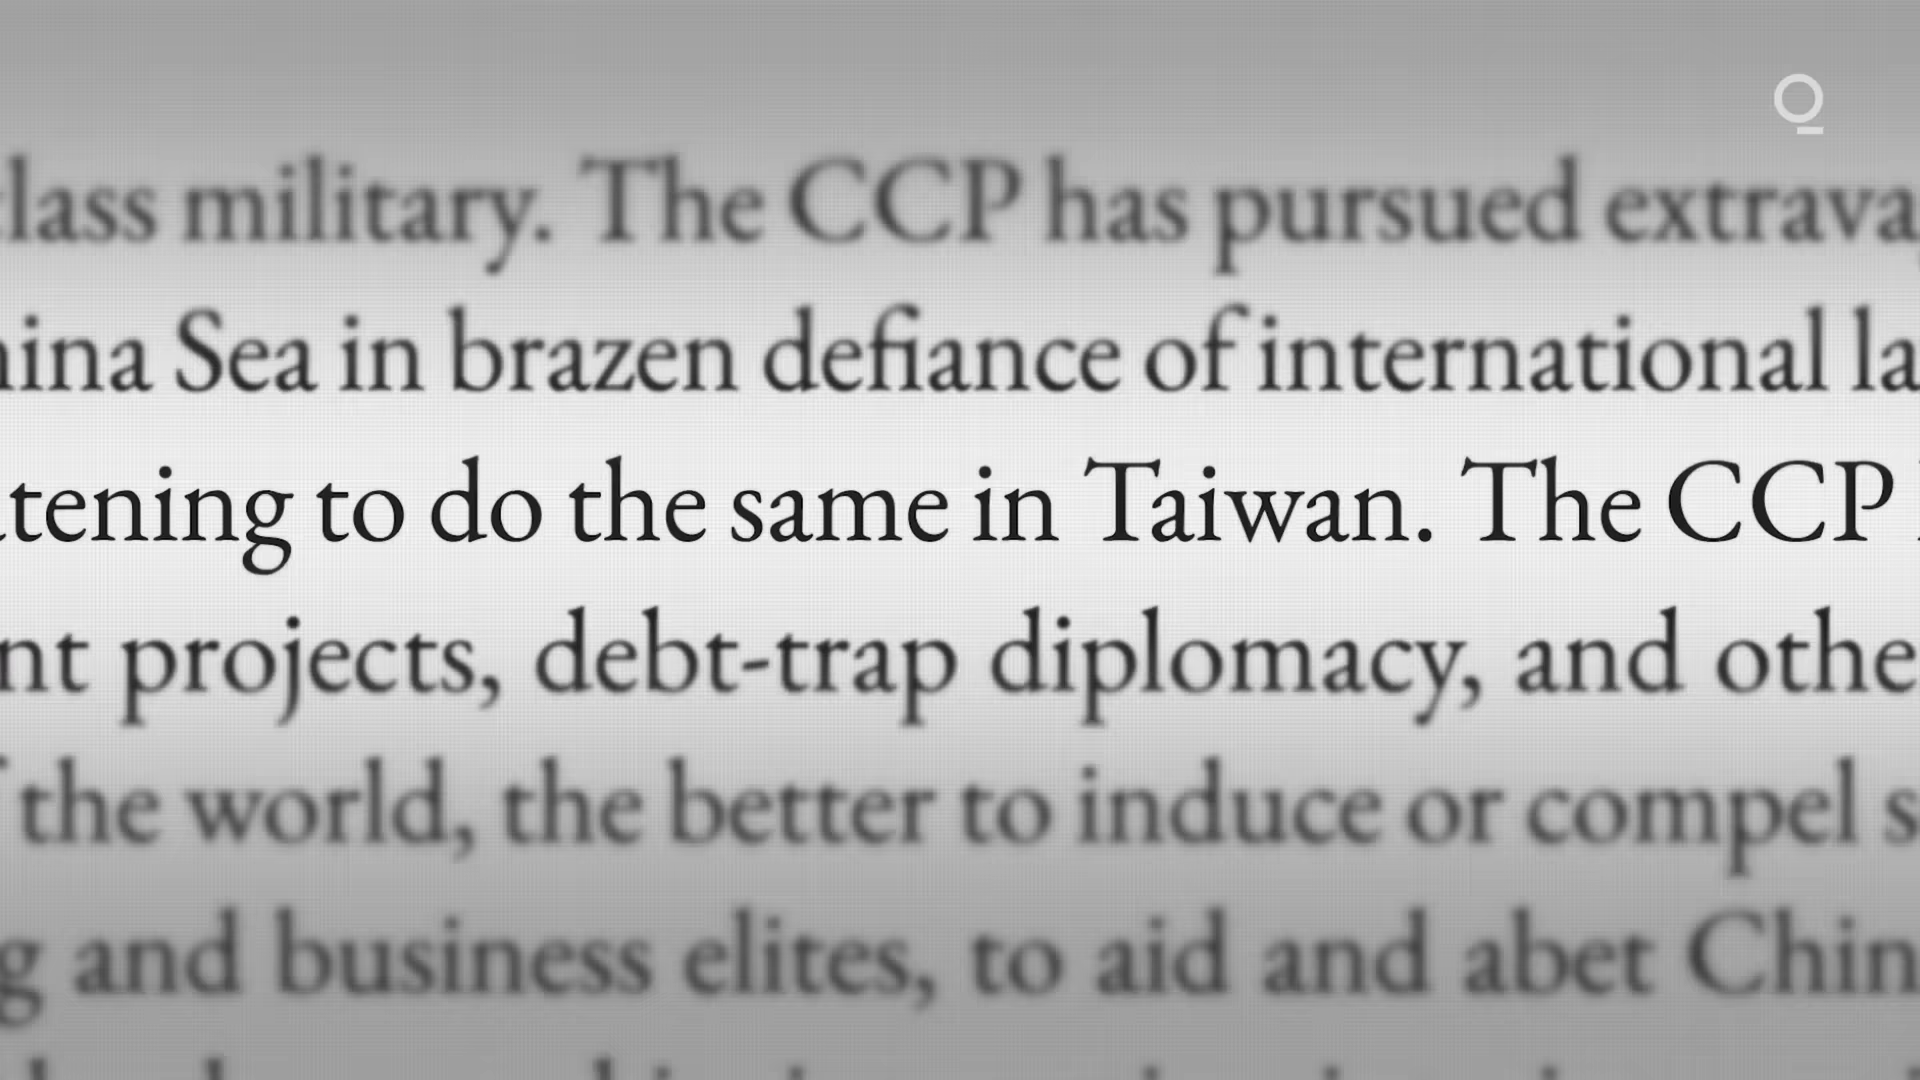 class military. The CCP has pursued extrava
hina Sea in brazen defiance of international la
tening to do the same in Taiwan. The CCP
nt projects, debt-trap diplomacy, and othe
the world, the better to induce or compel s
g and business elites, to aid and abet Chin